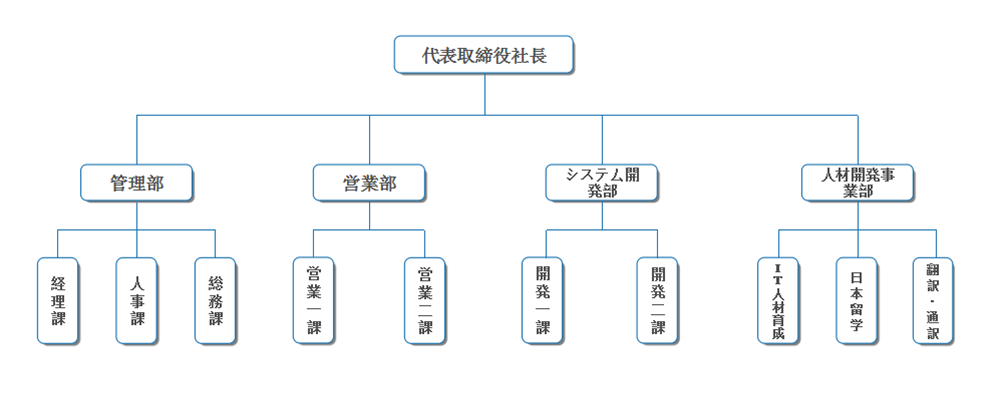 代表取締役社長
管理部
営業部
システム開
発部
人材開発事
業部
経理課
人事課
総務課
営業一課
営業二課
開発一課
開発二課
IT人材育成
日本留学
翻訳・通訳